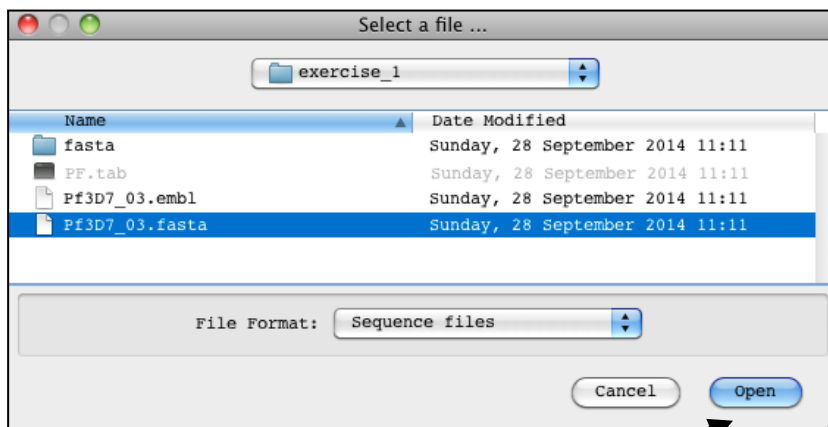 Select a file ...
exercise_1
Name Date Modified
fasta Sunday, 28 September 2014 11:11
PF.tab Sunday, 28 September 2014 11:11
Pf3D7_03.embl Sunday, 28 September 2014 11:11
Pf3D7_03.fasta Sunday, 28 September 2014 11:11
File Format: Sequence files
Cancel Open